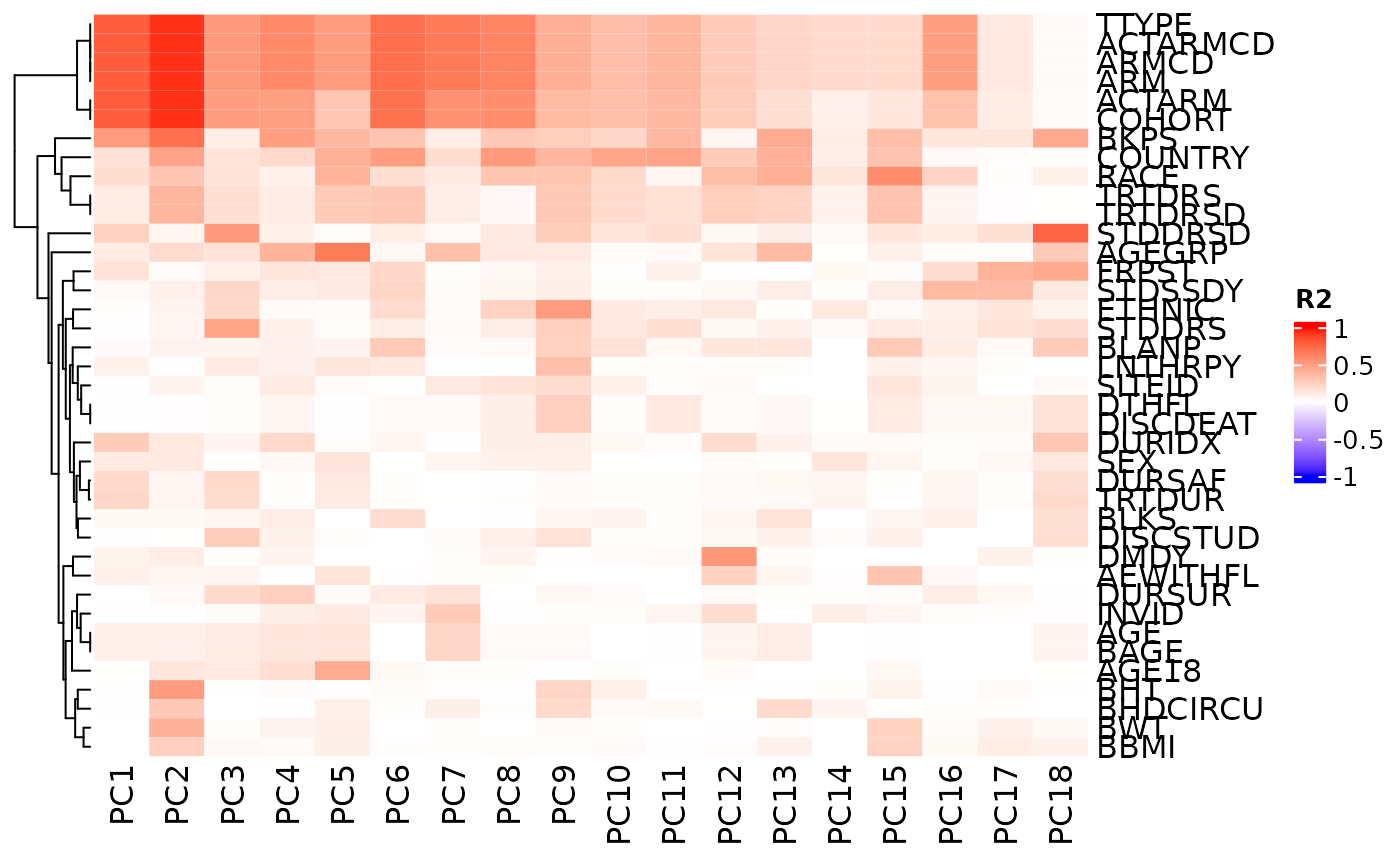 TTYPE
ACTARMCD
ARMCD
ARM
ACTARM
COHORT
BKPS
COUNTRY
RACE
TRTDRS
TRTDRSD
STDDRSD
AGEGRP
ERPST
STDSSDY
ETHNIC
STDDRS
BLANP
LNTHRPY
SITEID
DTHFL
DISCDEAT
DURIDX
SEX
DURSAF
TRTDUR
BLKS
DISCSTUD
DMDY
AEWITHFL
DURSUR
INVID
AGE
BAGE
AGE18
BHT
BHDCIRCU
BWT
BBMI
PC1 PC2 PC3 PC4 PC5 PC6 PC7 PC8 PC9 PC10 PC11 PC12 PC13 PC14 PC15 PC16 PC17 PC18
R2
1
0.5
0
-0.5
-1